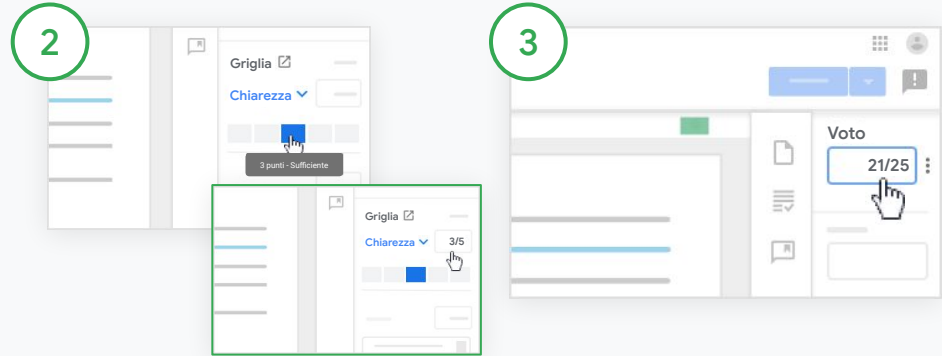 2
Griglia
Chiarezza
3 punti - Sufficiente
Griglia
Chiarezza 3/5
3
Voto
21/25